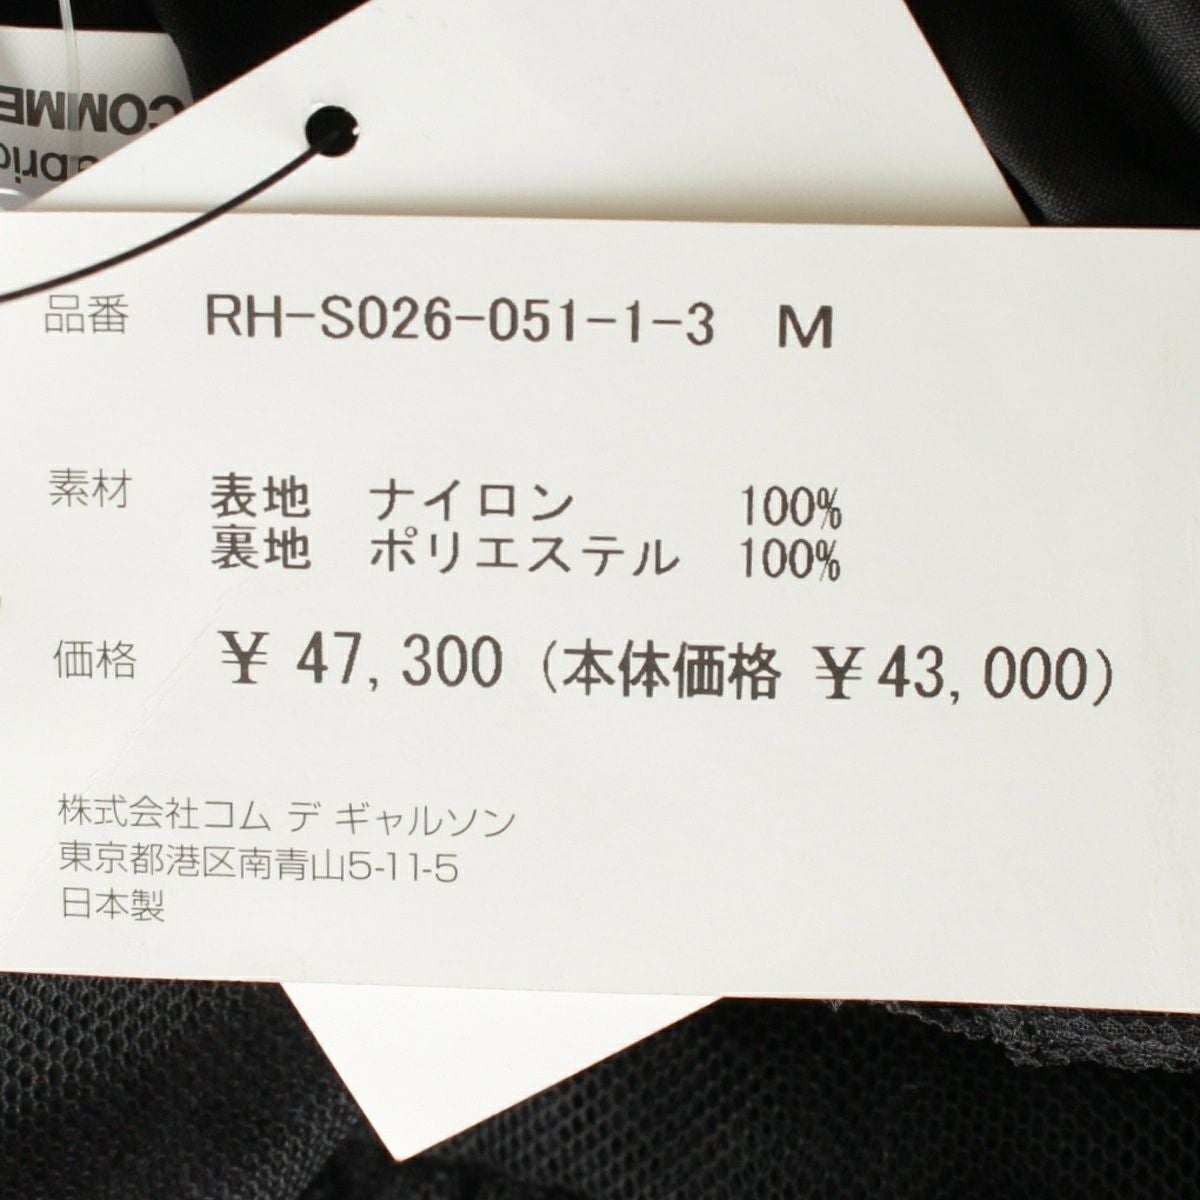 COMME
品番 RH-S026-051-1-3 M
素材 表地 ナイロン 100%
裏地 ポリエステル 100%
価格 ¥ 47,300 (本体価格 ¥43,000)
株式会社コム デ ギャルソン
東京都港区南青山5-11-5
日本製